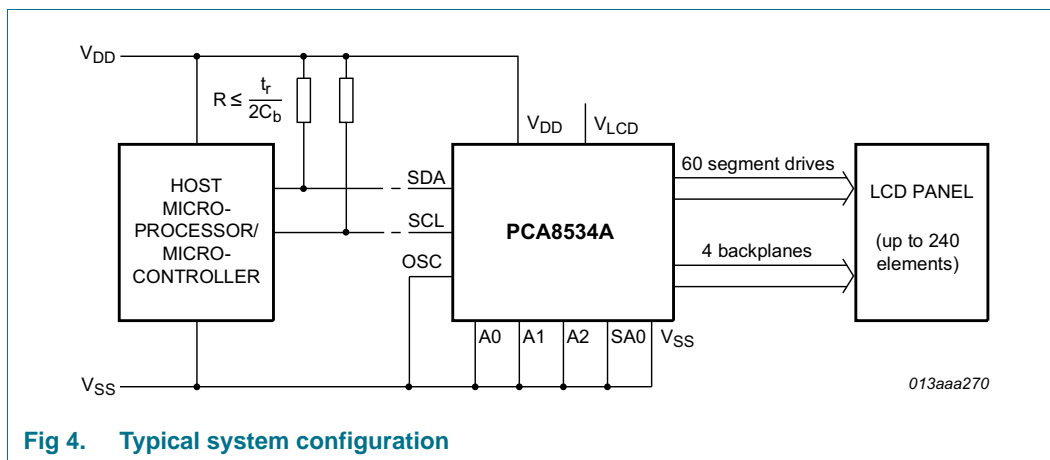 VDD
R ≤ tr
2Cb
VDD
VLCD
HOST
MICRO-
PROCESSOR/
MICRO-
CONTROLLER
SDA
SCL
OSC
PCA8534A
60 segment drives
4 backplanes
LCD PANEL
(up to 240
elements)
A0 A1 A2 SA0 VSS
VSS
013aaa270
Fig 4. Typical system configuration